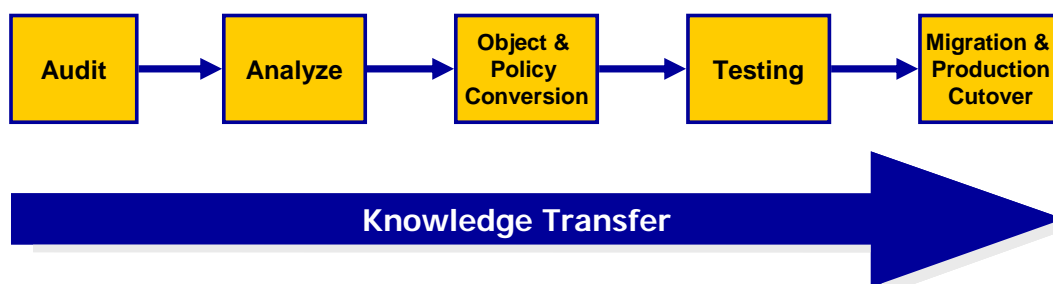 Audit
Analyze
Object &
Policy
Conversion
Testing
Migration &
Production
Cutover
Knowledge Transfer